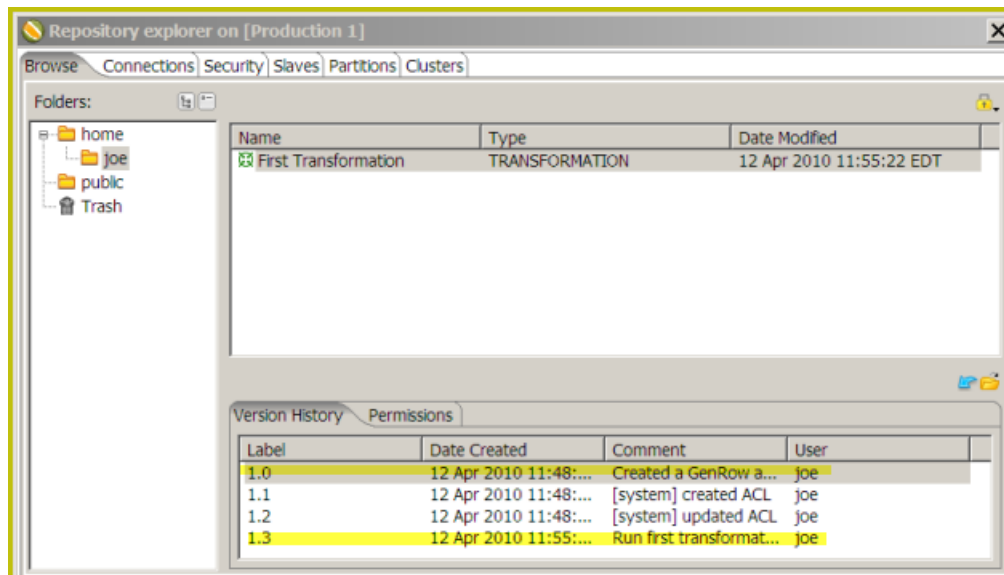 Repository explorer on [Production 1]
Browse Connections Security Slaves Partitions Clusters
Folders:
home
joe
public
Trash
Name Type Date Modified
First Transformation TRANSFORMATION 12 Apr 2010 11:55:22 EDT
Version History Permissions
Label Date Created Comment User
1.0 12 Apr 2010 11:48:... Created a GenRow a... joe
1.1 12 Apr 2010 11:48:... [system] created ACL joe
1.2 12 Apr 2010 11:48:... [system] updated ACL joe
1.3 12 Apr 2010 11:55:... Run first transformat... joe